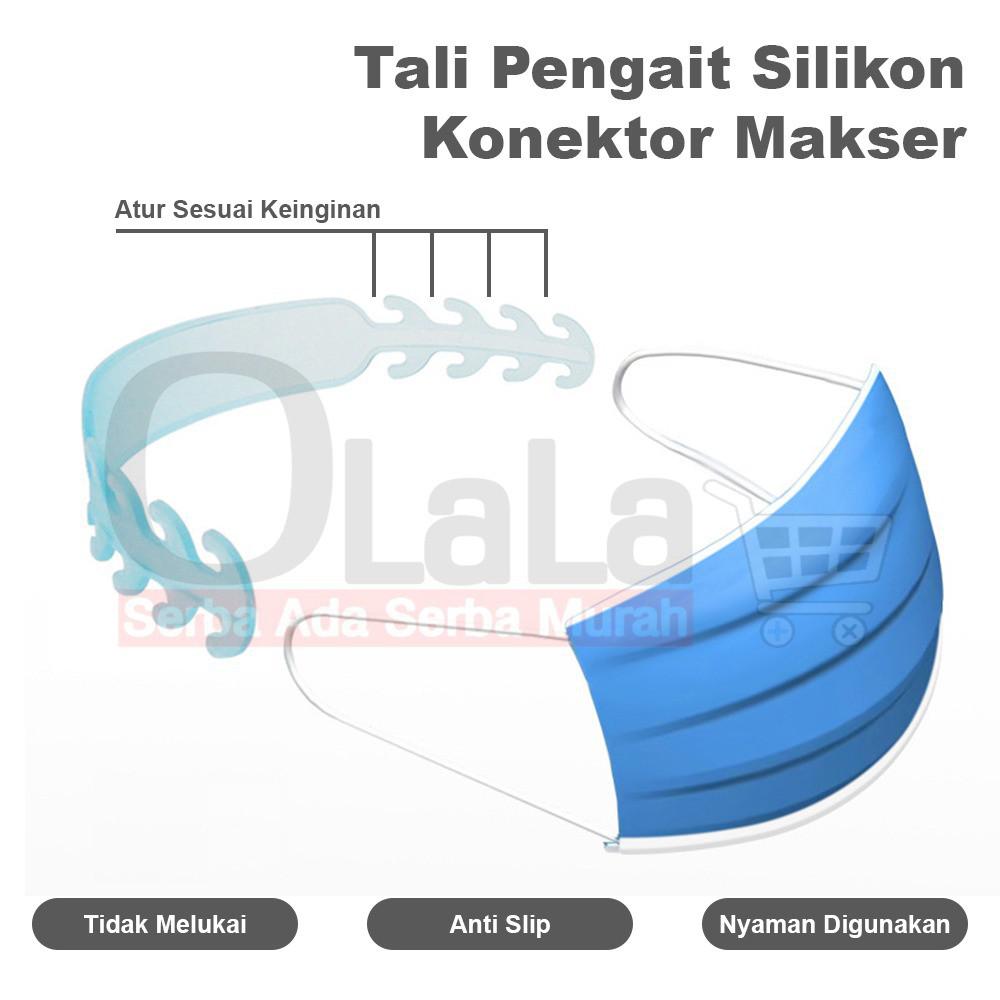 Tali Pengait Silikon
Konektor Makser
Atur Sesuai Keinginan
OLaLa
Serba Ada Serba Murah
Tidak Melukai
Anti Slip
Nyaman Digunakan